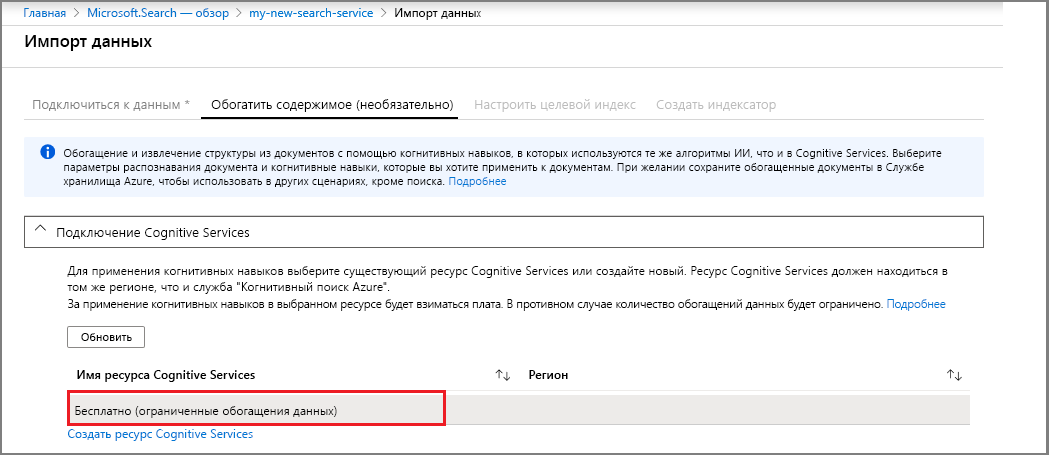 Главная > Microsoft.Search — обзор > my-new-search-service > Импорт данных
Импорт данных
Подключиться к данным * Обогатить содержимое (необязательно) Настроить целевой индекс Создать индексатор
Обогащение и извлечение структуры из документов с помощью когнитивных навыков, в которых используются те же алгоритмы ИИ, что и в Cognitive Services. Выберите
параметры распознавания документа и когнитивные навыки, которые вы хотите применить к документам. При желании сохраните обогащенные документы в Службе
хранилища Azure, чтобы использовать в других сценариях, кроме поиска. Подробнее
Подключение Cognitive Services
Для применения когнитивных навыков выберите существующий ресурс Cognitive Services или создайте новый. Ресурс Cognitive Services должен находиться в
том же регионе, что и служба "Когнитивный поиск Azure".
За применение когнитивных навыков в выбранном ресурсе будет взиматься плата. В противном случае количество обогащений данных будет ограничено. Подробнее
Обновить
Имя ресурса Cognitive Services Регион
Бесплатно (ограниченные обогащения данных)
Создать ресурс Cognitive Services